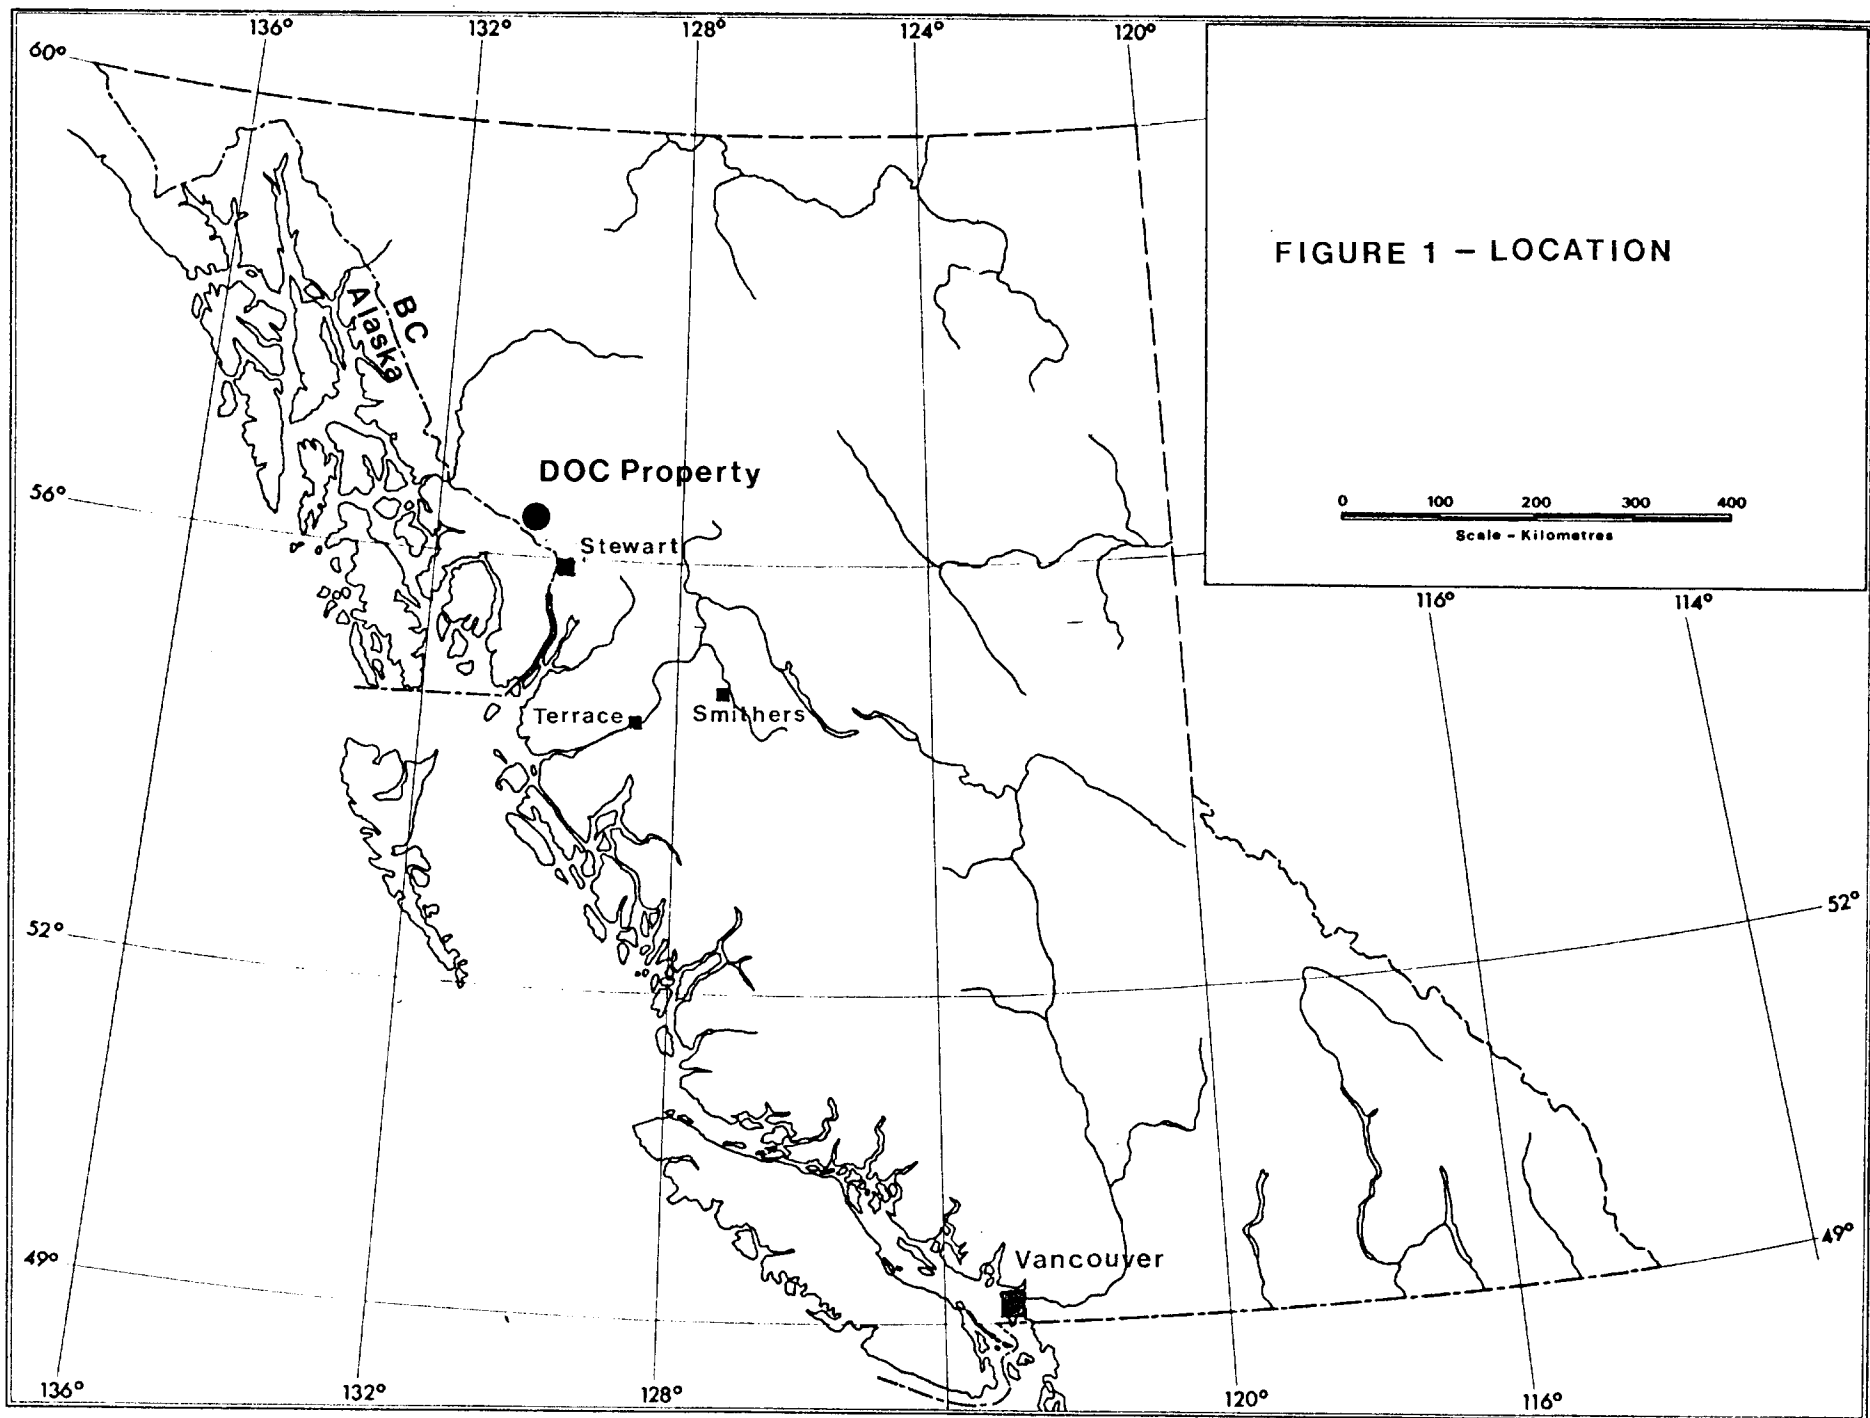 136° 132° 128° 124° 120°
60°
FIGURE 1 – LOCATION
BC
Alaska
DOC Property
56°
0 100 200 300 400
Scale – Kilometres
Stewart
116° 114°
Terrace
Smithers
52°
52°
49°
49°
Vancouver
136° 132° 128° 120° 116°